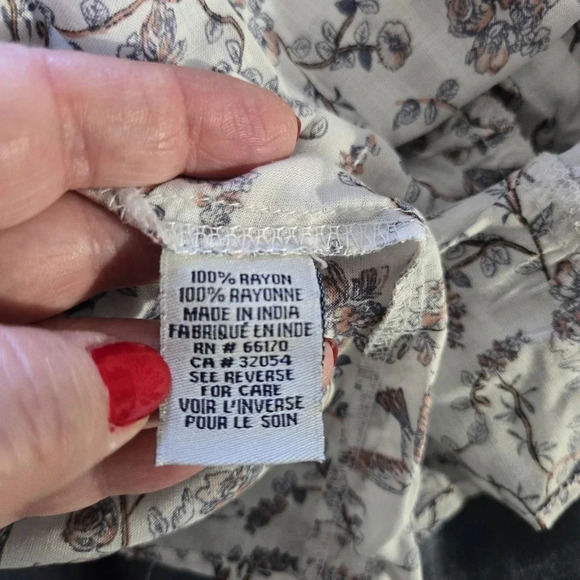 100% RAYON
100% RAYONNE
MADE IN INDIA
FABRIQUÉ EN INDE
RN # 66170
CA # 32054
SEE REVERSE
FOR CARE
VOIR L'INVERSE
POUR LE SOIN